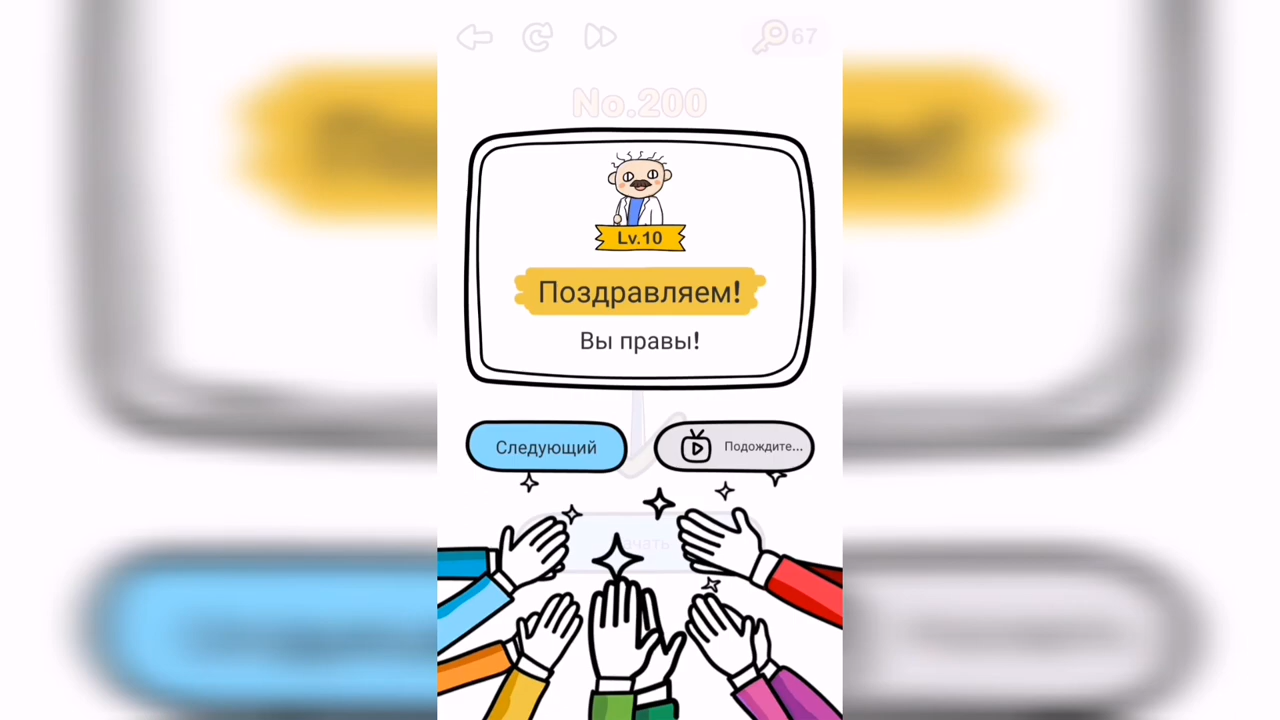 67
No.200
Lv.10
Поздравляем!
Вы правы!
Следующий
Подождите...